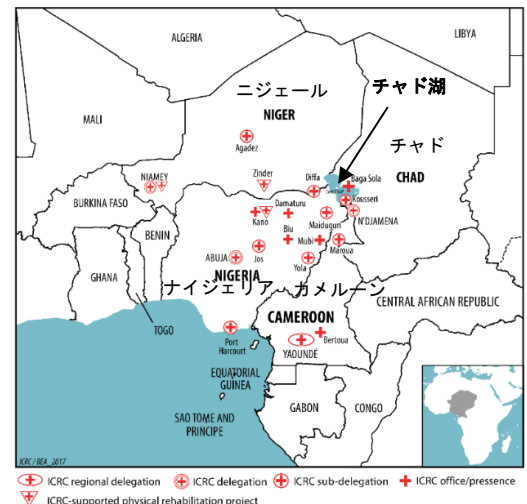 ALGERIA
LIBYA
ニジェール
チャド湖
MALI
NIGER
チャド
Agadez
CHAD
NIAMEY
Zinder
Diffa
Baga Sola
Kousseri
BURKINA FASO
Damaturu
N'DJAMENA
Kano
Maiduguri
Biu
BENIN
Mubi
Maroua
ABUJA
Jos
Yola
GHANA
ナイジェリア
カメルーン
NIGERIA
CENTRAL AFRICAN REPUBLIC
CAMEROON
TOGO
Port
Harcourt
Bertoua
YAOUNDÉ
EQUATORIAL
GUINEA
GABON
CONGO
SAO TOME AND
PRINCIPE
ICRC/BEA_2017
ICRC regional delegation
ICRC delegation
ICRC sub-delegation
ICRC office/pressence
ICRC-supported physical rehabilitation project